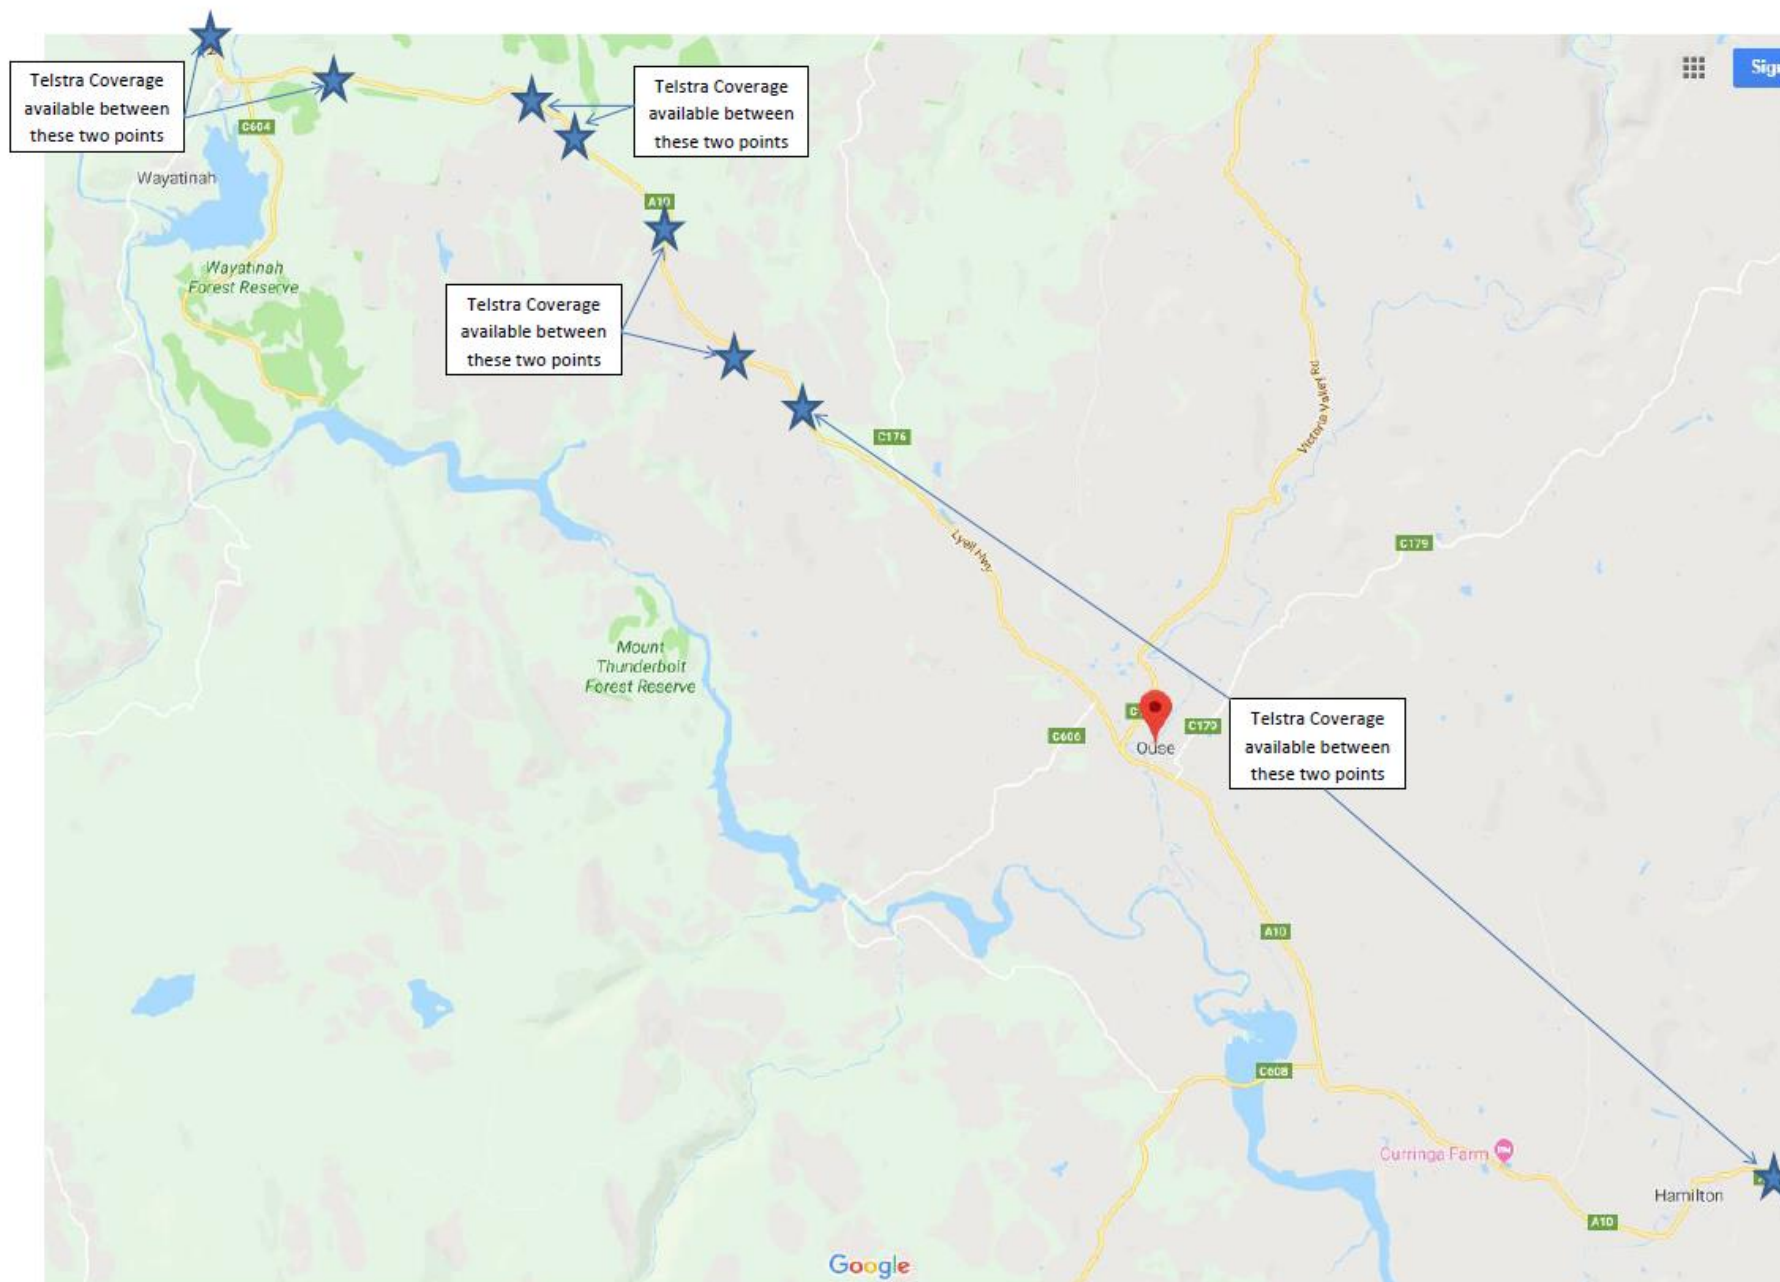 Sign
Telstra Coverage
available between
these two points
Telstra Coverage
available between
these two points
C604
Wayatinah
A10
Wayatinah
Forest Reserve
Telstra Coverage
available between
these two points
Victoria Valley Rd
C176
Lyell Hwy
C179
Mount
Thunderbolt
Forest Reserve
C606
C179
Ouse
Telstra Coverage
available between
these two points
A10
C608
Curringa Farm
Hamilton
A10
Google